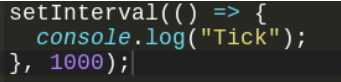 setInterval(() => {
  console.log("Tick");
}, 1000);